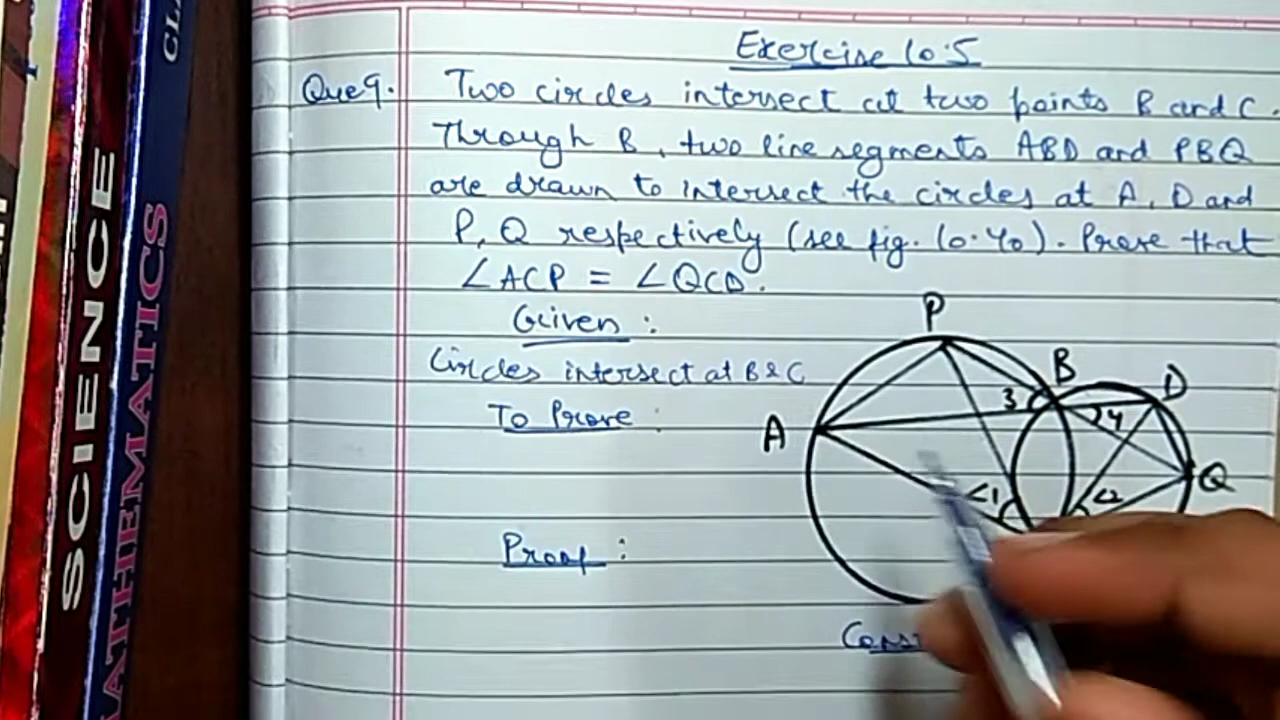 Exercise 10.5
Que9. Two circles intersect at two points B and C.
Through B, two line segments ABD and PBQ
are drawn to intersect the circles at A, D and
P, Q respectively (see fig. 10.40). Prove that
∠ACP = ∠QCD.
Given :
Circles intersect at B & C
To Prove :
Proof :
P
B
D
3
4
A
Q
∠1
∠2
SCIENCE
MATHEMATICS